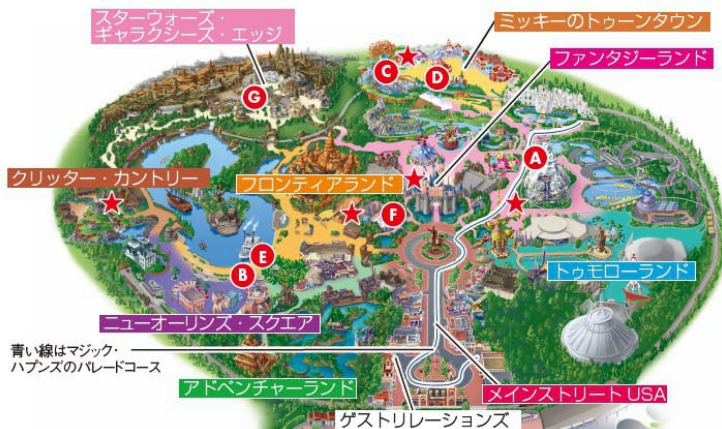 スターウォーズ・
ギャラクシーズ・エッジ
ミッキーのトゥーンタウン
ファンタジーランド
C
D
G
A
クリッター・カントリー
フロンティアランド
F
E
B
トゥモローランド
ニューオーリンズ・スクエア
青い線はマジック・
ハプンズのパレードコース
アドベンチャーランド
メインストリートUSA
ゲストリレーションズ